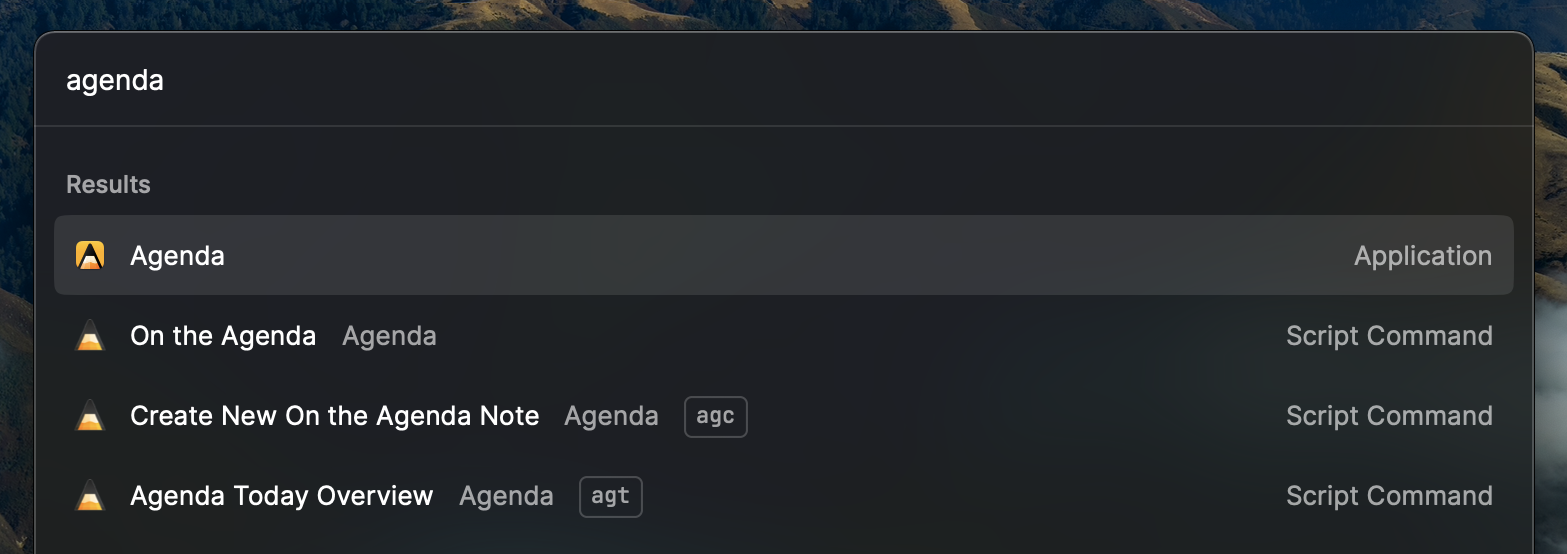 agenda
Results
Agenda Application
On the Agenda Agenda Script Command
Create New On the Agenda Note Agenda agc Script Command
Agenda Today Overview Agenda agt Script Command